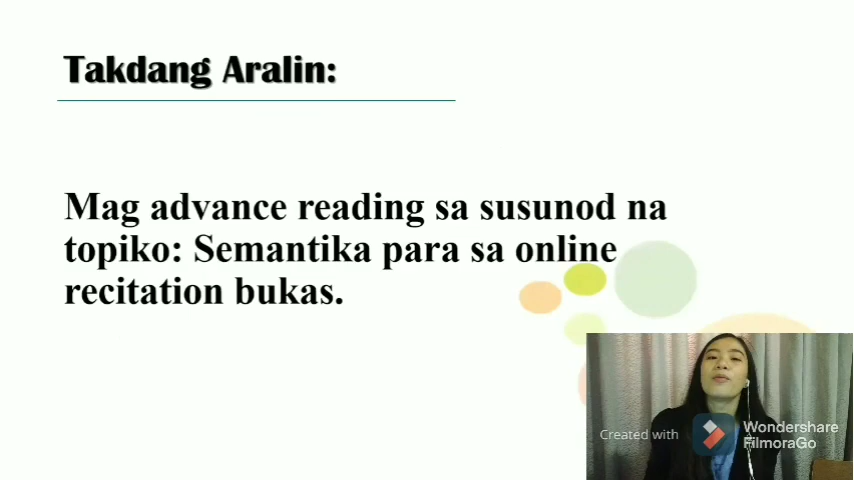 Takdang Aralin:
Mag advance reading sa susunod na
topiko: Semantika para sa online
recitation bukas.
Created with
Wondershare
FilmoraGo